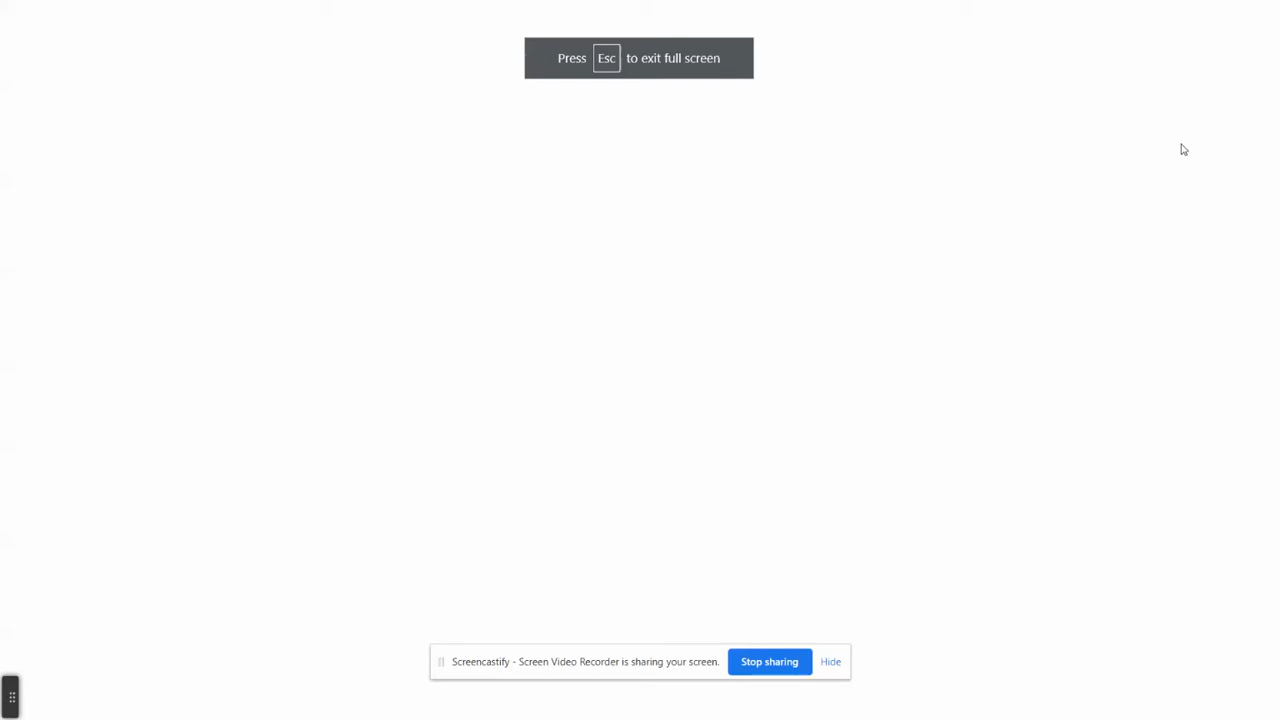 Press Esc to exit full screen
Screencastify - Screen Video Recorder is sharing your screen. Stop sharing Hide